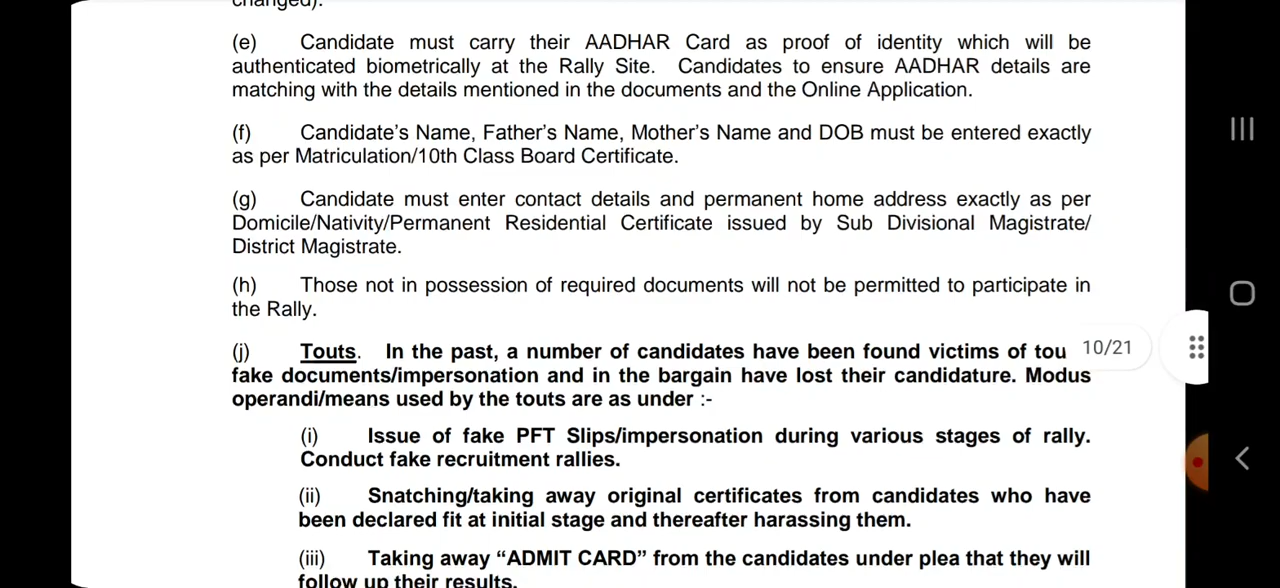 changed).
(e) Candidate must carry their AADHAR Card as proof of identity which will be
authenticated biometrically at the Rally Site. Candidates to ensure AADHAR details are
matching with the details mentioned in the documents and the Online Application.
(f) Candidate's Name, Father's Name, Mother's Name and DOB must be entered exactly
as per Matriculation/10th Class Board Certificate.
(g) Candidate must enter contact details and permanent home address exactly as per
Domicile/Nativity/Permanent Residential Certificate issued by Sub Divisional Magistrate/
District Magistrate.
(h) Those not in possession of required documents will not be permitted to participate in
the Rally.
(j) Touts. In the past, a number of candidates have been found victims of tou
10/21
fake documents/impersonation and in the bargain have lost their candidature. Modus
operandi/means used by the touts are as under :-
(i) Issue of fake PFT Slips/impersonation during various stages of rally.
Conduct fake recruitment rallies.
(ii) Snatching/taking away original certificates from candidates who have
been declared fit at initial stage and thereafter harassing them.
(iii) Taking away “ADMIT CARD” from the candidates under plea that they will
follow up their results.